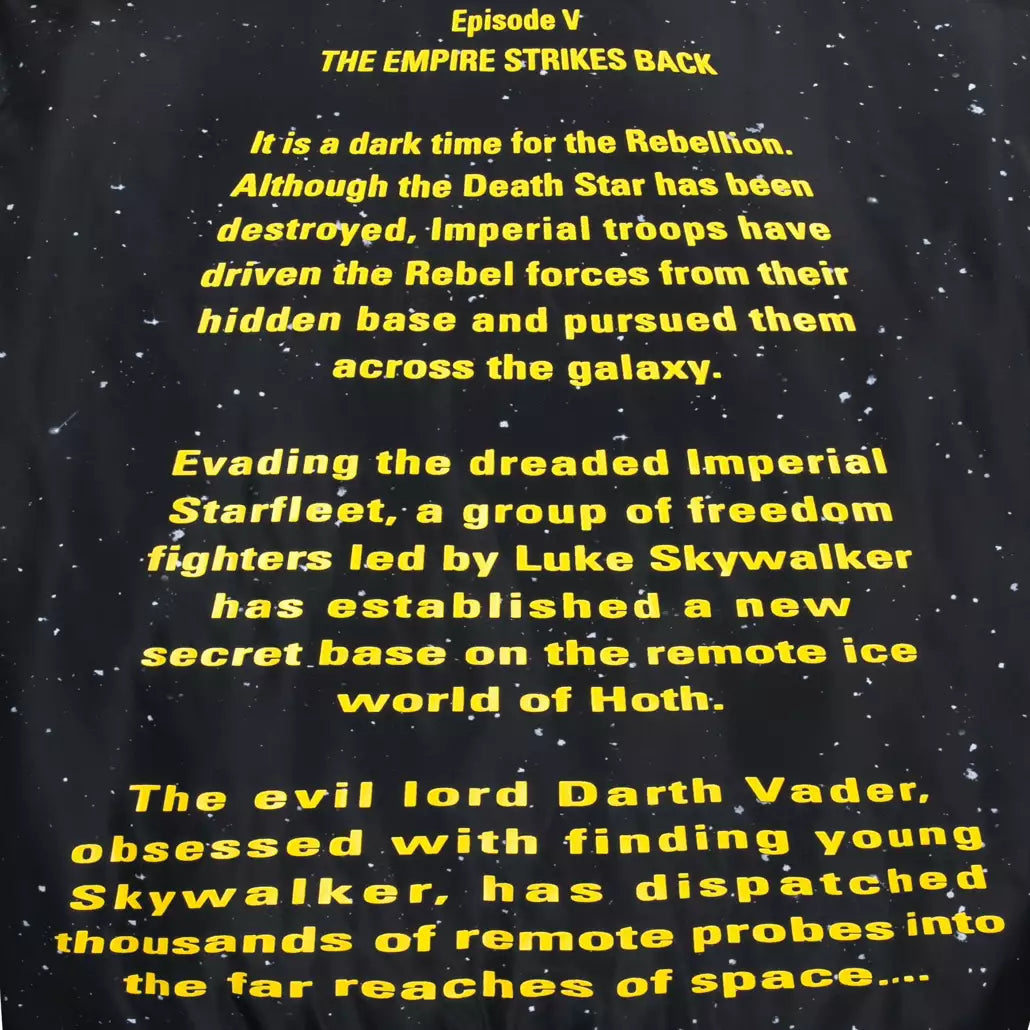 Episode V
THE EMPIRE STRIKES BACK
It is a dark time for the Rebellion.
Although the Death Star has been
destroyed, Imperial troops have
driven the Rebel forces from their
hidden base and pursued them
across the galaxy.
Evading the dreaded Imperial
Starfleet, a group of freedom
fighters led by Luke Skywalker
has established a new
secret base on the remote ice
world of Hoth.
The evil lord Darth Vader,
obsessed with finding young
Skywalker, has dispatched
thousands of remote probes into
the far reaches of space....